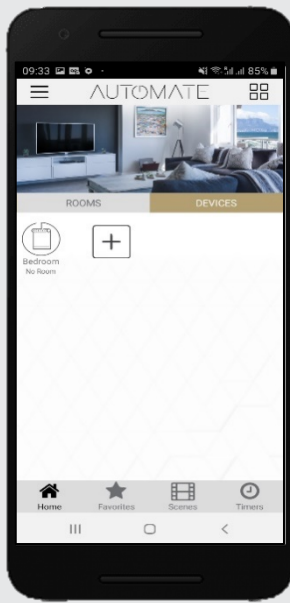 09:33 85%
AUTOMATE
ROOMS DEVICES
Bedroom
No Room
Home Favorites Scenes Timers